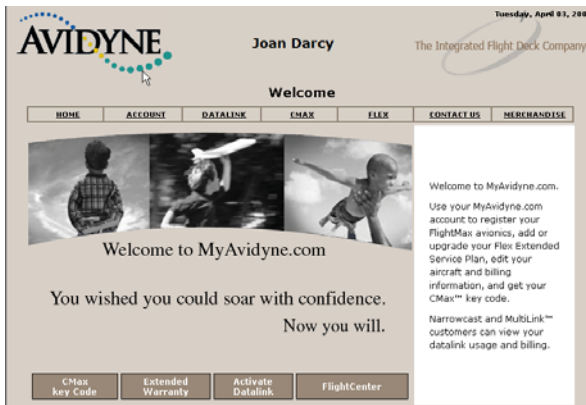 Tuesday, April 03, 200
AVIDYNE
Joan Darcy
The Integrated Flight Deck Company
Welcome
HOME ACCOUNT DATALINK CMAX FLEX CONTACT US MERCHANDISE
Welcome to MyAvidyne.com
You wished you could soar with confidence.
Now you will.
Welcome to MyAvidyne.com.
Use your MyAvidyne.com
account to register your
FlightMax avionics, add or
upgrade your Flex Extended
Service Plan, edit your
aircraft and billing
information, and get your
CMax™ key code.
Narrowcast and MultiLink™
customers can view your
datalink usage and billing.
CMax Extended Activate FlightCenter
key Code Warranty Datalink